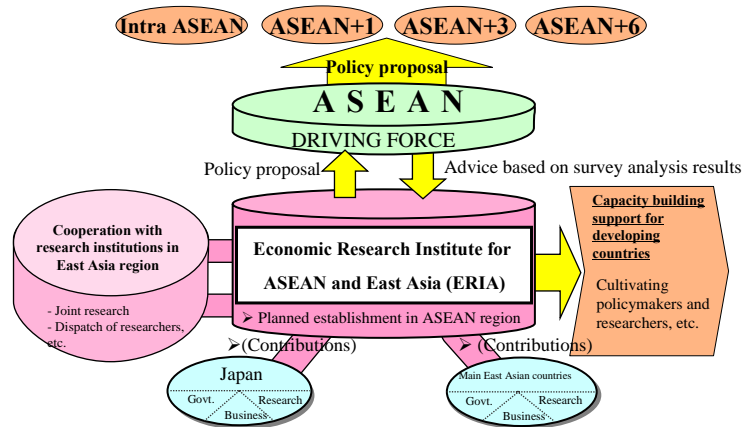 Intra ASEAN
ASEAN+1
ASEAN+3
ASEAN+6
Policy proposal
A S E A N
DRIVING FORCE
Policy proposal
Advice based on survey analysis results
Cooperation with
research institutions in
East Asia region
- Joint research
- Dispatch of researchers,
etc.
Economic Research Institute for
ASEAN and East Asia (ERIA)
➢ Planned establishment in ASEAN region
Capacity building
support for
developing
countries
Cultivating
policymakers and
researchers, etc.
➢(Contributions)
➢ (Contributions)
Japan
Govt.
Business
Research
Main East Asian countries
Govt.
Business
Research